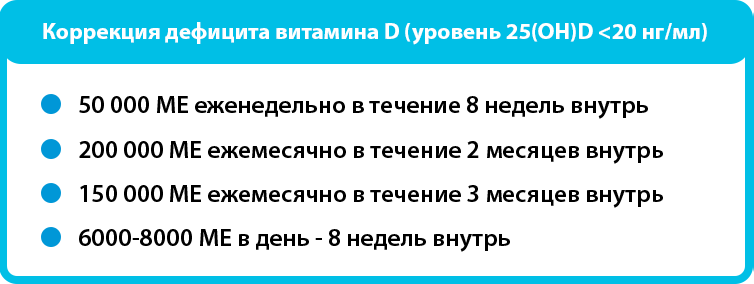 Коррекция дефицита витамина D (уровень 25(OH)D <20 нг/мл)
50 000 МЕ еженедельно в течение 8 недель внутрь
200 000 МЕ ежемесячно в течение 2 месяцев внутрь
150 000 МЕ ежемесячно в течение 3 месяцев внутрь
6000-8000 МЕ в день - 8 недель внутрь